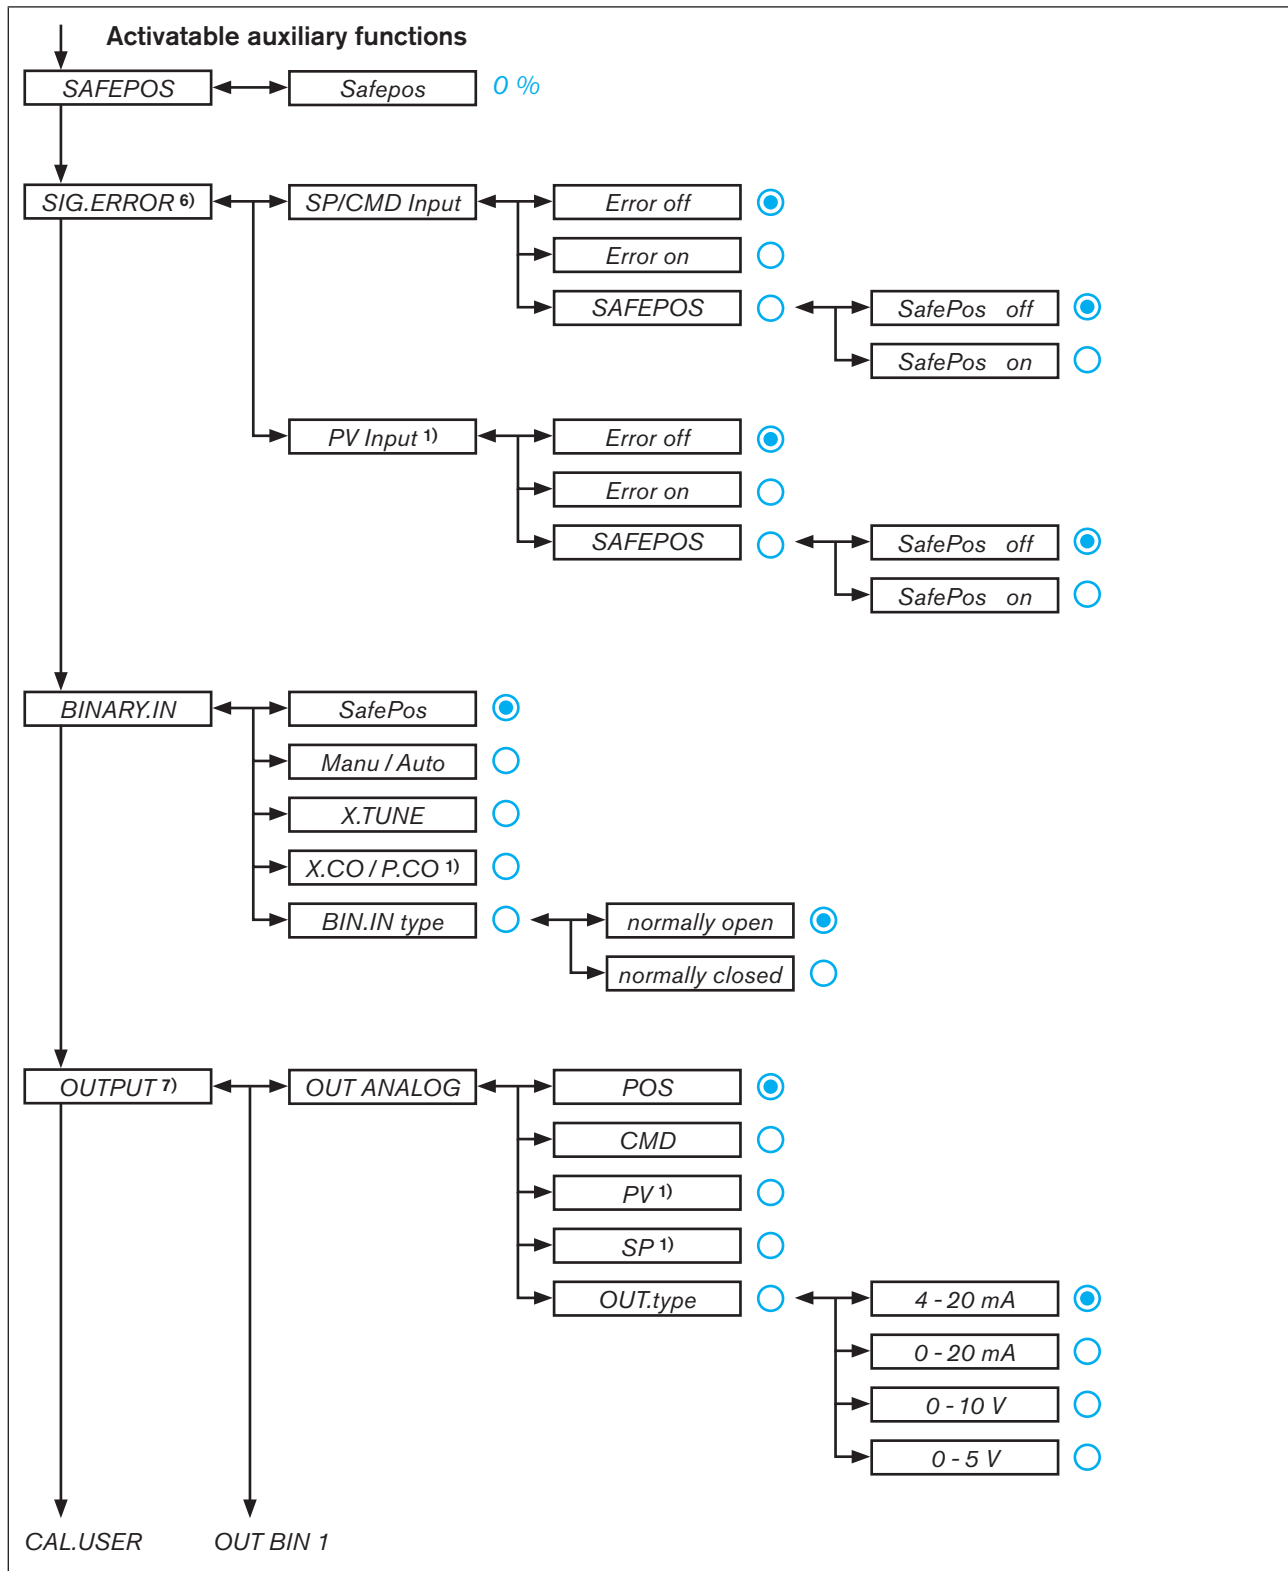 Activatable auxiliary functions
SAFEPOS
Safepos
0 %
SIG.ERROR 6)
SP/CMD Input
Error off
Error on
SAFEPOS
SafePos off
SafePos on
PV Input 1)
Error off
Error on
SAFEPOS
SafePos off
SafePos on
BINARY.IN
SafePos
Manu / Auto
X.TUNE
X.CO / P.CO 1)
BIN.IN type
normally open
normally closed
OUTPUT 7)
OUT ANALOG
POS
CMD
PV 1)
SP 1)
OUT.type
4 - 20 mA
0 - 20 mA
0 - 10 V
0 - 5 V
CAL.USER
OUT BIN 1